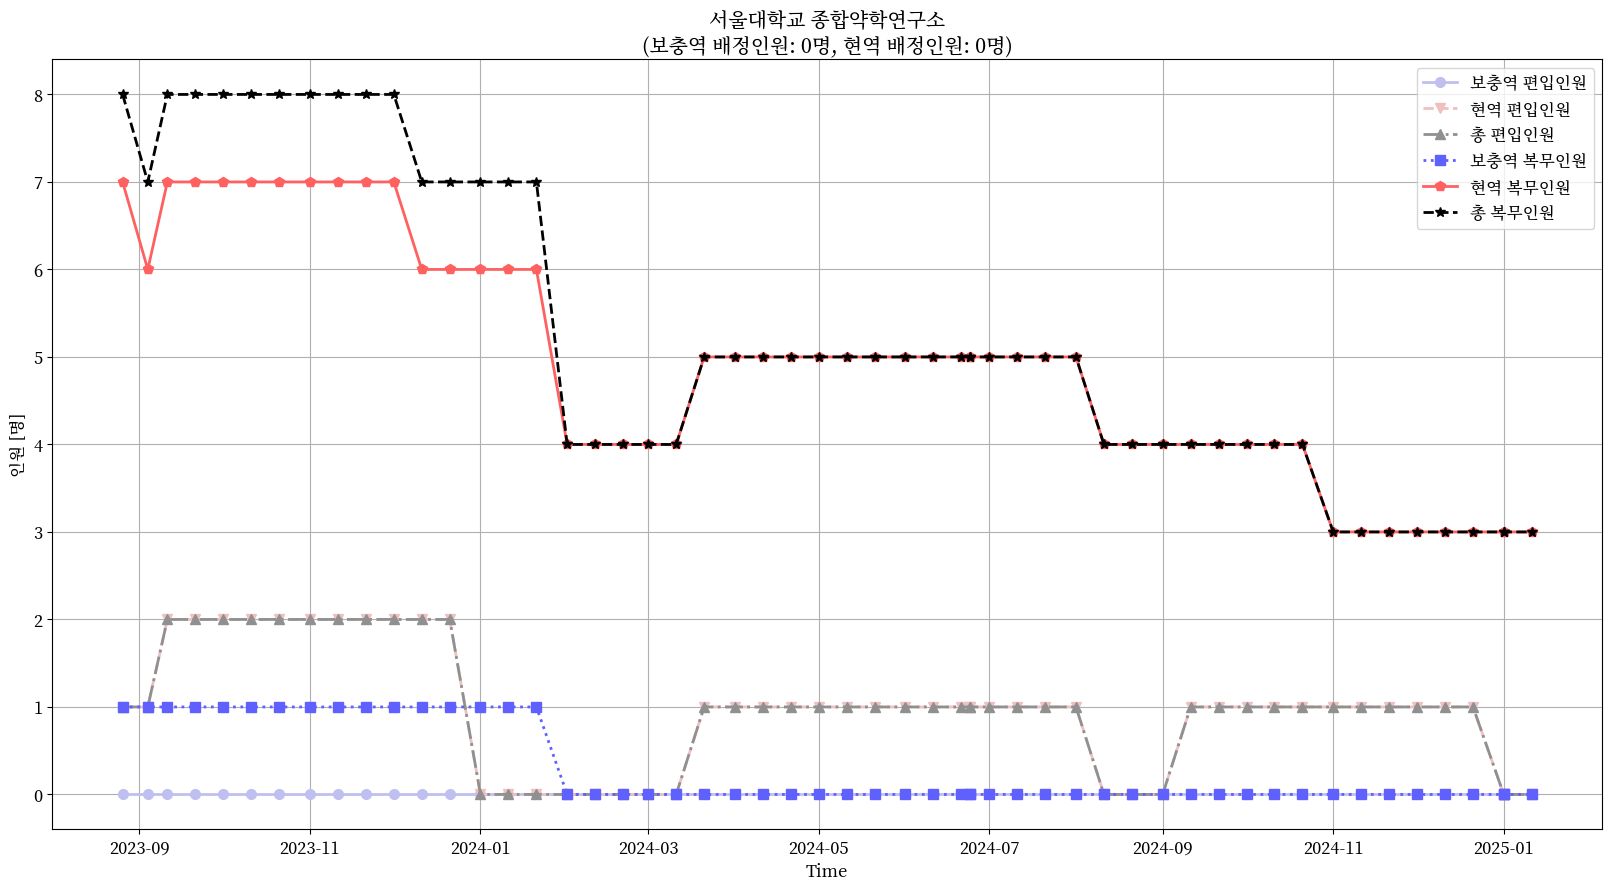 서울대학교 종합약학연구소
(보충역 배정인원: 0명, 현역 배정인원: 0명)
보충역 편입인원
현역 편입인원
총 편입인원
보충역 복무인원
현역 복무인원
총 복무인원
8
7
6
5
4
3
2
1
0
인원 [명]
2023-09
2023-11
2024-01
2024-03
2024-05
2024-07
2024-09
2024-11
2025-01
Time